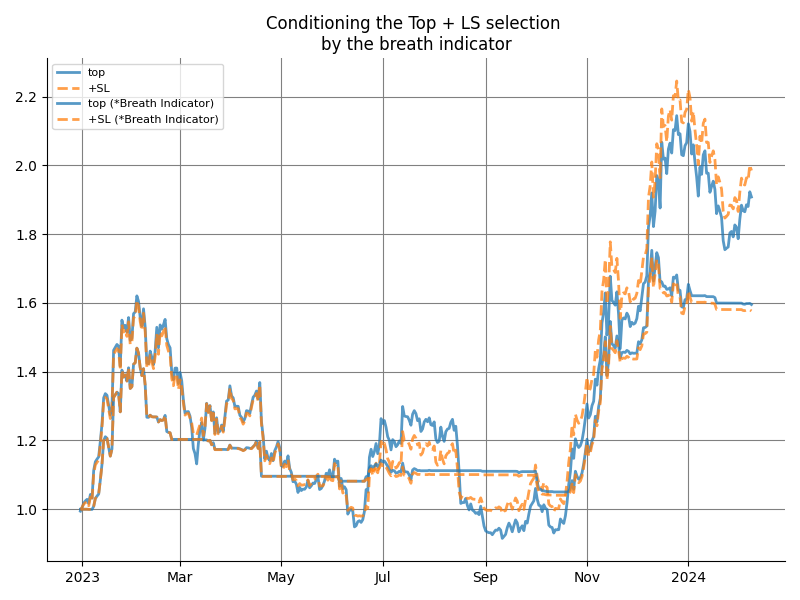 Conditioning the Top + LS selection
by the breath indicator
top
+SL
top (*Breath Indicator)
+SL (*Breath Indicator)
2.2
2.0
1.8
1.6
1.4
1.2
1.0
2023
Mar
May
Jul
Sep
Nov
2024